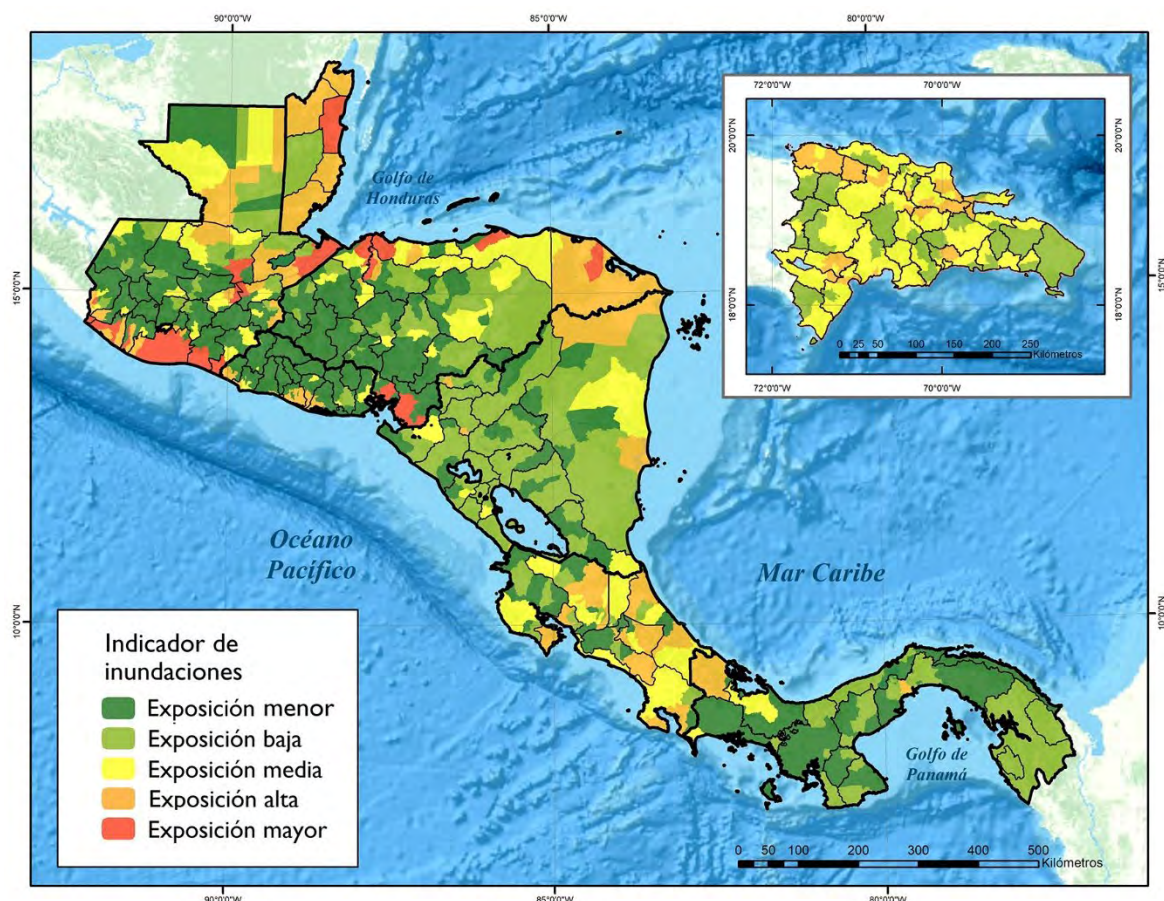 90°0'0"W
85°0'0"W
80°0'0"W
72°0'0"W
70°0'0"W
20°0'0"N
20°0'0"N
Golfo de
Honduras
15°0'0"N
15°0'0"N
18°0'0"N
18°0'0"N
0 25 50 100 150 200 250
Kilómetros
72°0'0"W
70°0'0"W
Océano
Pacífico
Mar Caribe
10°0'0"N
10°0'0"N
Indicador de
inundaciones
Exposición menor
Exposición baja
Exposición media
Exposición alta
Exposición mayor
Golfo de
Panamá
0 50 100 200 300 400 500
Kilómetros
90°0'0"W
85°0'0"W
80°0'0"W